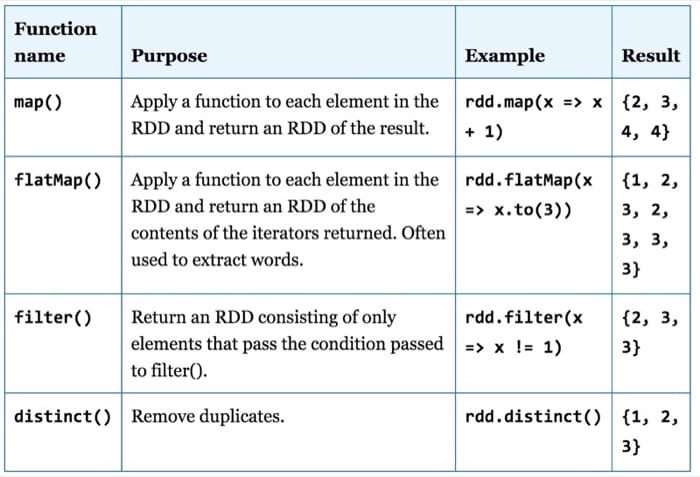 Function
name
Purpose
Example
Result
map()
Apply a function to each element in the
RDD and return an RDD of the result.
rdd.map(x => x
+ 1)
{2, 3,
4, 4}
flatMap()
Apply a function to each element in the
RDD and return an RDD of the
contents of the iterators returned. Often
used to extract words.
rdd.flatMap(x
=> x.to(3))
{1, 2,
3, 2,
3, 3,
3}
filter()
Return an RDD consisting of only
elements that pass the condition passed
to filter().
rdd.filter(x
=> x != 1)
{2, 3,
3}
distinct()
Remove duplicates.
rdd.distinct()
{1, 2,
3}